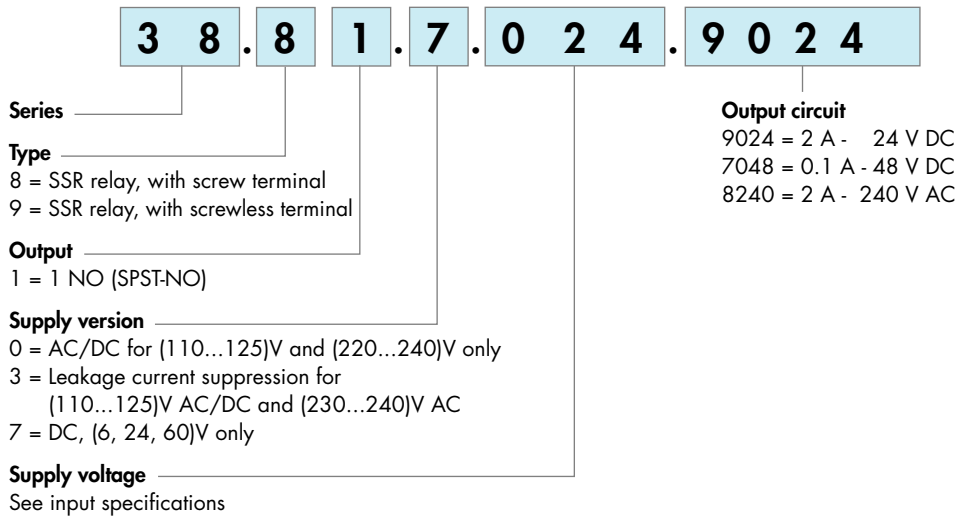 3 8 . 8 1 . 7 . 0 2 4 . 9 0 2 4
Series
Type
8 = SSR relay, with screw terminal
9 = SSR relay, with screwless terminal
Output
1 = 1 NO (SPST-NO)
Supply version
0 = AC/DC for (110...125)V and (220...240)V only
3 = Leakage current suppression for
(110...125)V AC/DC and (230...240)V AC
7 = DC, (6, 24, 60)V only
Supply voltage
See input specifications
Output circuit
9024 = 2 A - 24 V DC
7048 = 0.1 A - 48 V DC
8240 = 2 A - 240 V AC